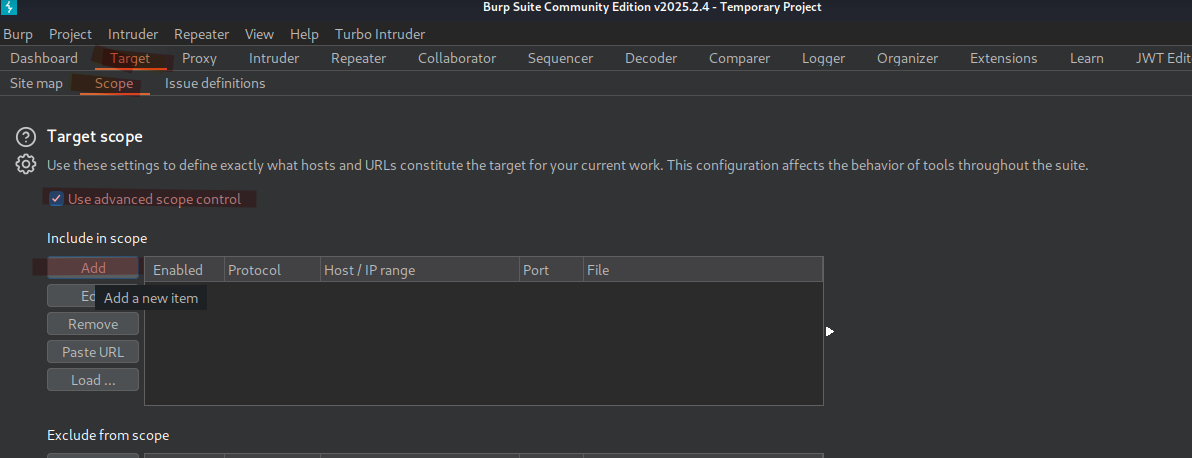 Burp Suite Community Edition v2025.2.4 - Temporary Project
Burp Project Intruder Repeater View Help Turbo Intruder
Dashboard Target Proxy Intruder Repeater Collaborator Sequencer Decoder Comparer Logger Organizer Extensions Learn JWT Edit
Site map Scope Issue definitions
Target scope
Use these settings to define exactly what hosts and URLs constitute the target for your current work. This configuration affects the behavior of tools throughout the suite.
Use advanced scope control
Include in scope
Add Enabled Protocol Host / IP range Port File
Ed Add a new item
Remove
Paste URL
Load ...
Exclude from scope